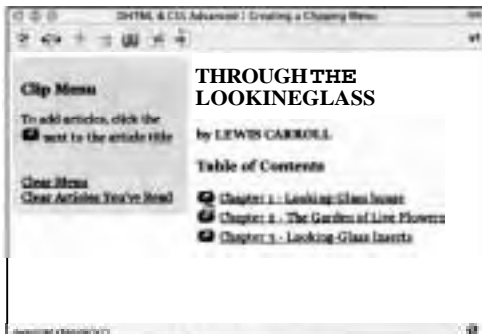 DHTML & CSS Advanced | Creating a Clipping Menu
Clip Menu
To add articles, click the
next to the article title
Clear Menu
Clear Articles You've Read
THROUGH THE
LOOKINEGLASS
by LEWIS CARROLL
Table of Contents
Chapter 1 - Looking-Glass house
Chapter 2 - The Garden of Live Flowers
Chapter 3 - Looking-Glass Insects